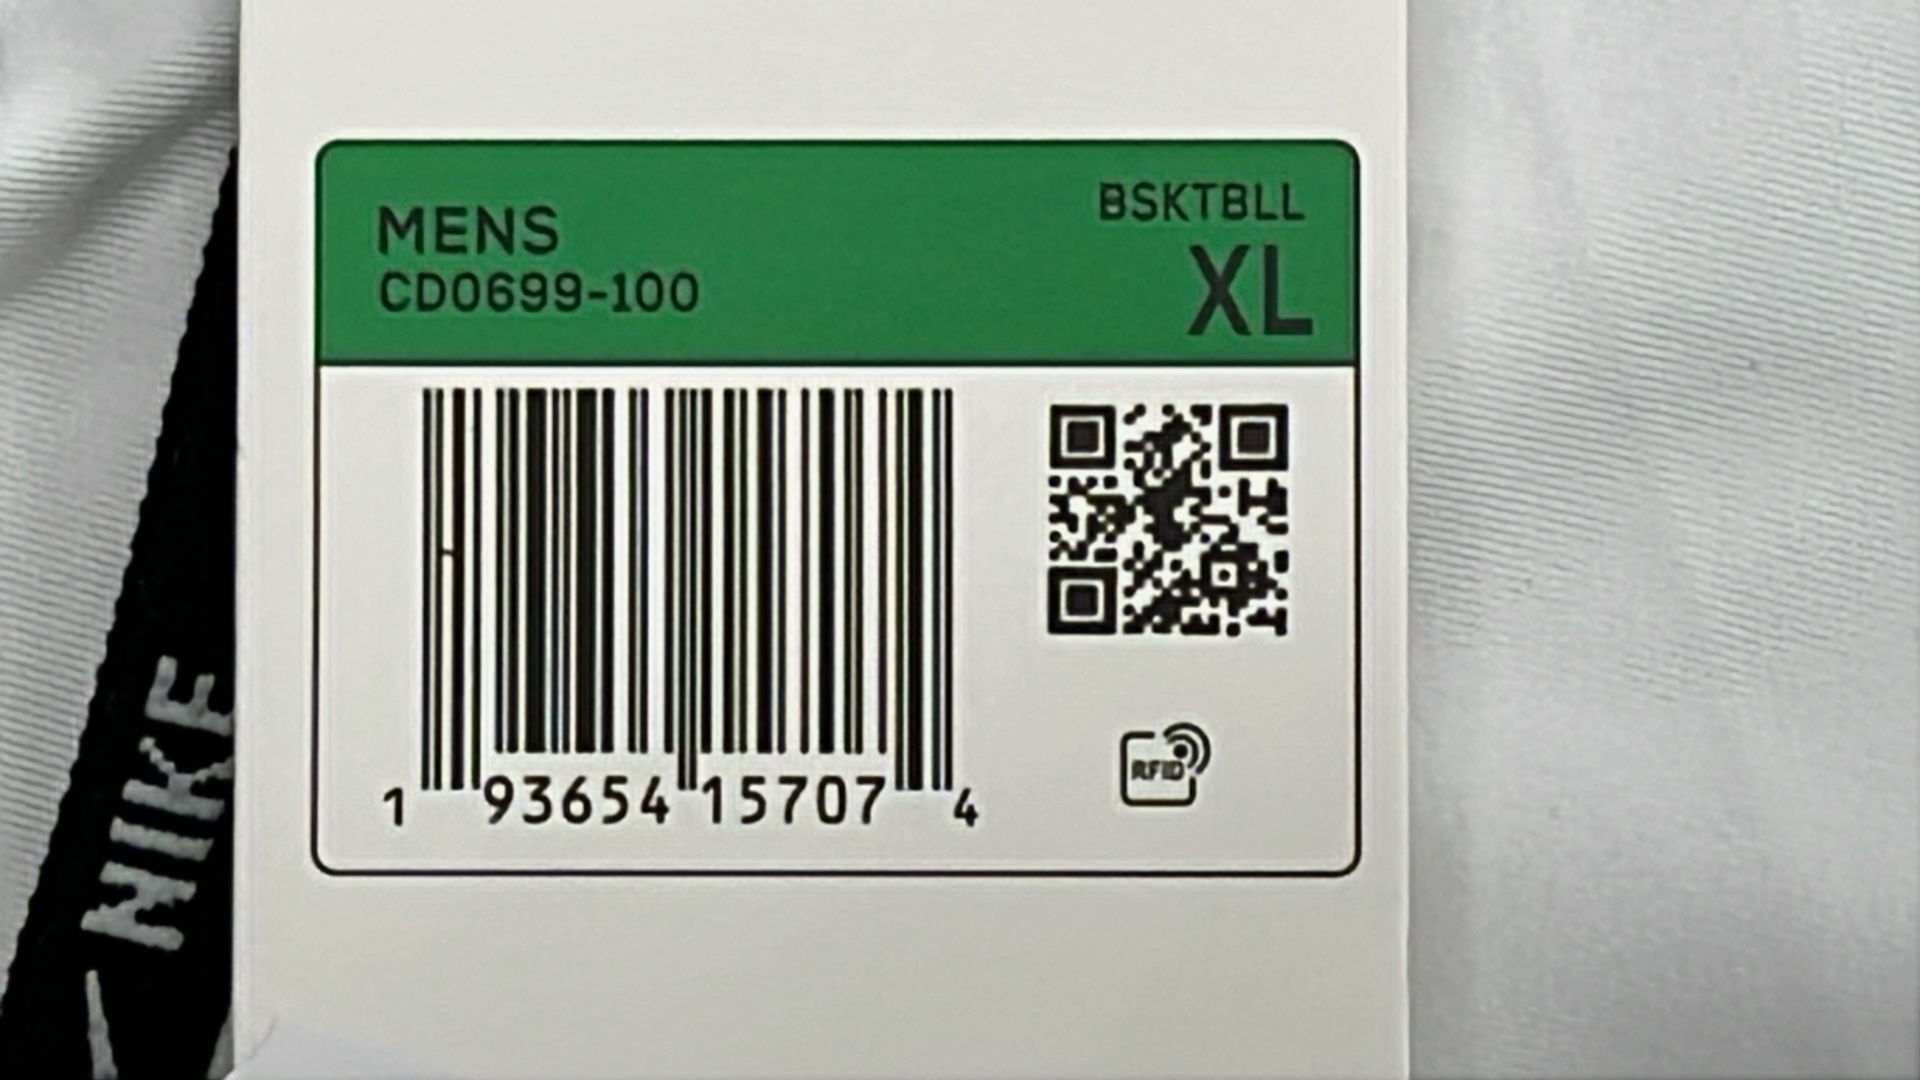 MENS
CD0699-100
BSKTBLL
XL
1 93654 15707 4
RFID
NIKE